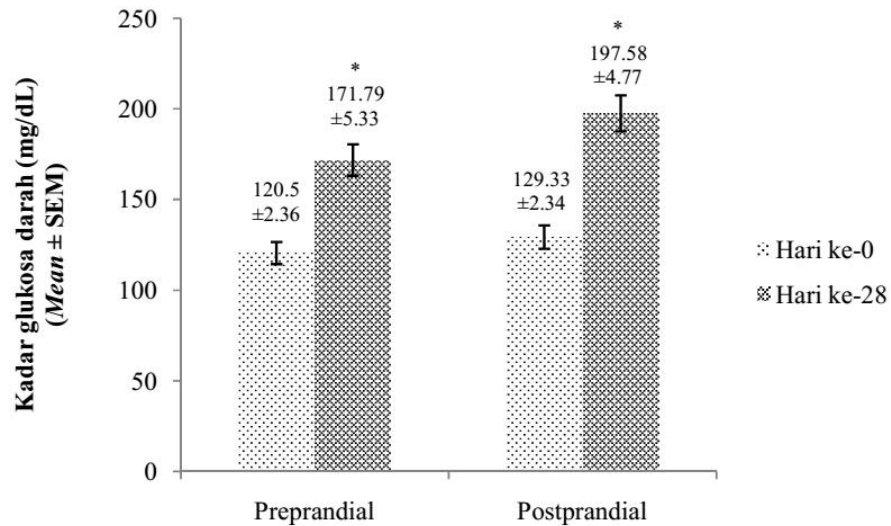 Kadar glukosa darah (mg/dL)
(Mean ± SEM)
250
200
150
100
50
0
120.5
±2.36
*
171.79
±5.33
129.33
±2.34
*
197.58
±4.77
Preprandial
Postprandial
Hari ke-0
Hari ke-28